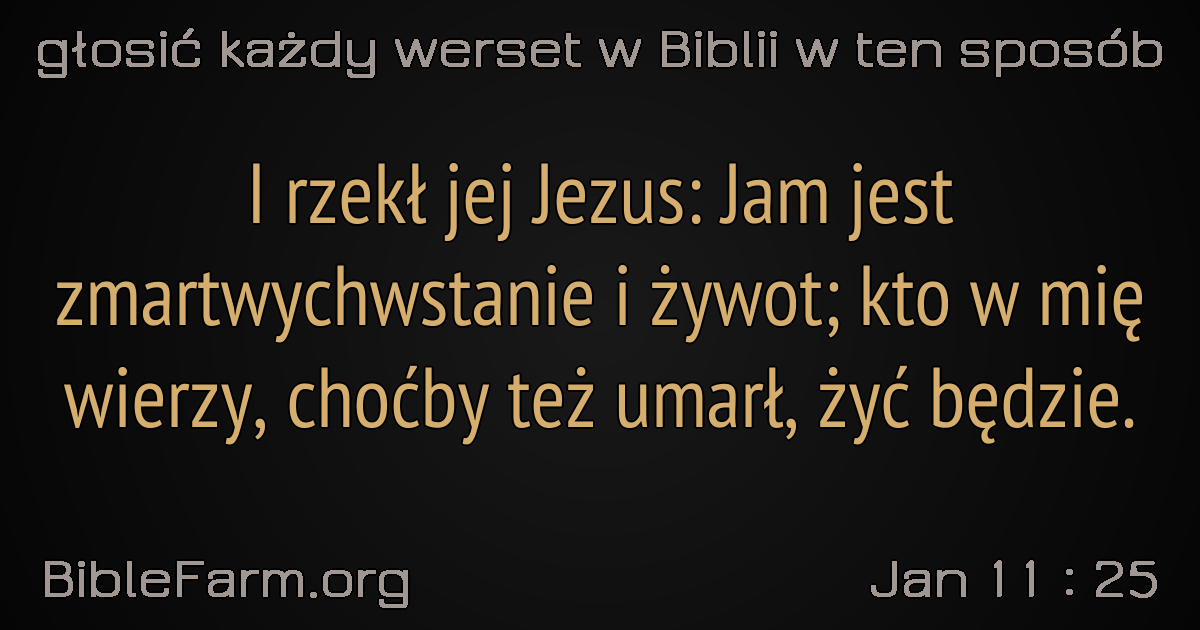 głosić każdy werset w Biblii w ten sposób
I rzekł jej Jezus: Jam jest
zmartwychwstanie i żywot; kto w mię
wierzy, choćby też umarł, żyć będzie.
BibleFarm.org
Jan 11 : 25